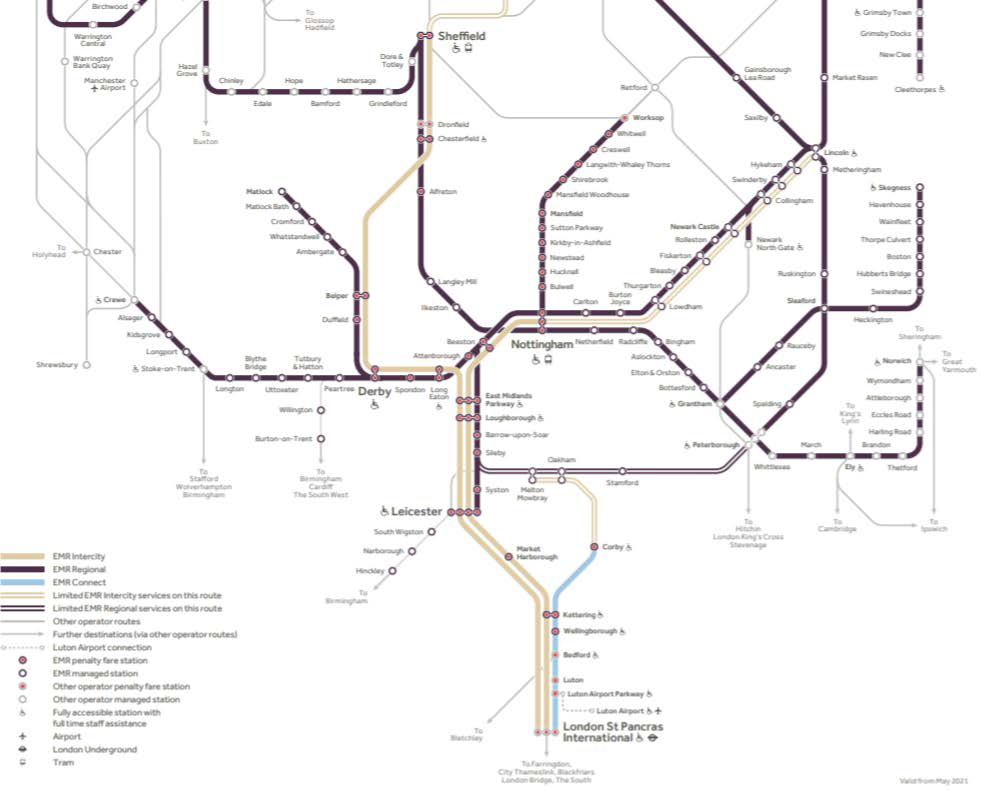 Birchwood
Warrington
Central
Warrington
Bank Quay
Manchester
Airport
Hazel
Grove
To
Buxton
To
Glossop
Hadfield
Chinley
Edale
Hope
Bamford
Hathersage
Grindleford
Dore &
Totley
Sheffield
Dronfield
Chesterfield
Alfreton
Langley Mill
Ilkeston
Retford
Worksop
Whitwell
Creswell
Langwith-Whaley Thorns
Shirebrook
Mansfield Woodhouse
Mansfield
Sutton Parkway
Kirkby-in-Ashfield
Newstead
Hucknall
Bulwell
Gainsborough
Lea Road
Saxilby
Market Rasen
Grimsby Town
Grimsby Docks
New Clee
Cleethorpes
Lincoln
Hykeham
Swinderby
Metheringham
Collingham
Newark Castle
Newark
North Gate
Rolleston
Fiskerton
Bleasby
Thurgarton
Lowdham
Burton
Joyce
Carlton
Ruskington
Sleaford
Heckington
Skegness
Havenhouse
Wainfleet
Thorpe Culvert
Boston
Hubberts Bridge
Swineshead
Matlock
Matlock Bath
Cromford
Whatstandwell
Ambergate
Belper
Duffield
To
Holyhead
Chester
Crewe
Alsager
Kidsgrove
Longport
Stoke-on-Trent
Shrewsbury
Longton
Blythe
Bridge
Uttoxeter
Tutbury
& Hatton
Peartree
Derby
Spondon
Long
Eaton
Attenborough
Beeston
Nottingham
Netherfield
Radcliffe
Bingham
Aslockton
Elton & Orston
Bottesford
Grantham
Ancaster
Rauceby
Spalding
Peterborough
Willington
Burton-on-Trent
To
Stafford
Wolverhampton
Birmingham
To
Birmingham
Cardiff
The South West
East Midlands
Parkway
Loughborough
Barrow-upon-Soar
Sileby
Syston
Leicester
Oakham
Melton
Mowbray
Stamford
South Wigston
Narborough
Hinckley
To
Birmingham
Market
Harborough
Corby
Kettering
Wellingborough
Bedford
Luton
Luton Airport Parkway
Luton Airport
London St Pancras
International
To
Bletchley
To Farringdon,
City Thameslink, Blackfriars
London Bridge, The South
To
Hitchin
London King's Cross
Stevenage
Whittlesea
March
To
King's
Lynn
Ely
Brandon
Thetford
To
Cambridge
To
Ipswich
To
Sheringham
Norwich
To
Great
Yarmouth
Wymondham
Attleborough
Eccles Road
Harling Road
EMR Intercity
EMR Regional
EMR Connect
Limited EMR Intercity services on this route
Limited EMR Regional services on this route
Other operator routes
Further destinations (via other operator routes)
Luton Airport connection
EMR penalty fare station
EMR managed station
Other operator penalty fare station
Other operator managed station
Fully accessible station with
full time staff assistance
Airport
London Underground
Tram
Valid from May 2021